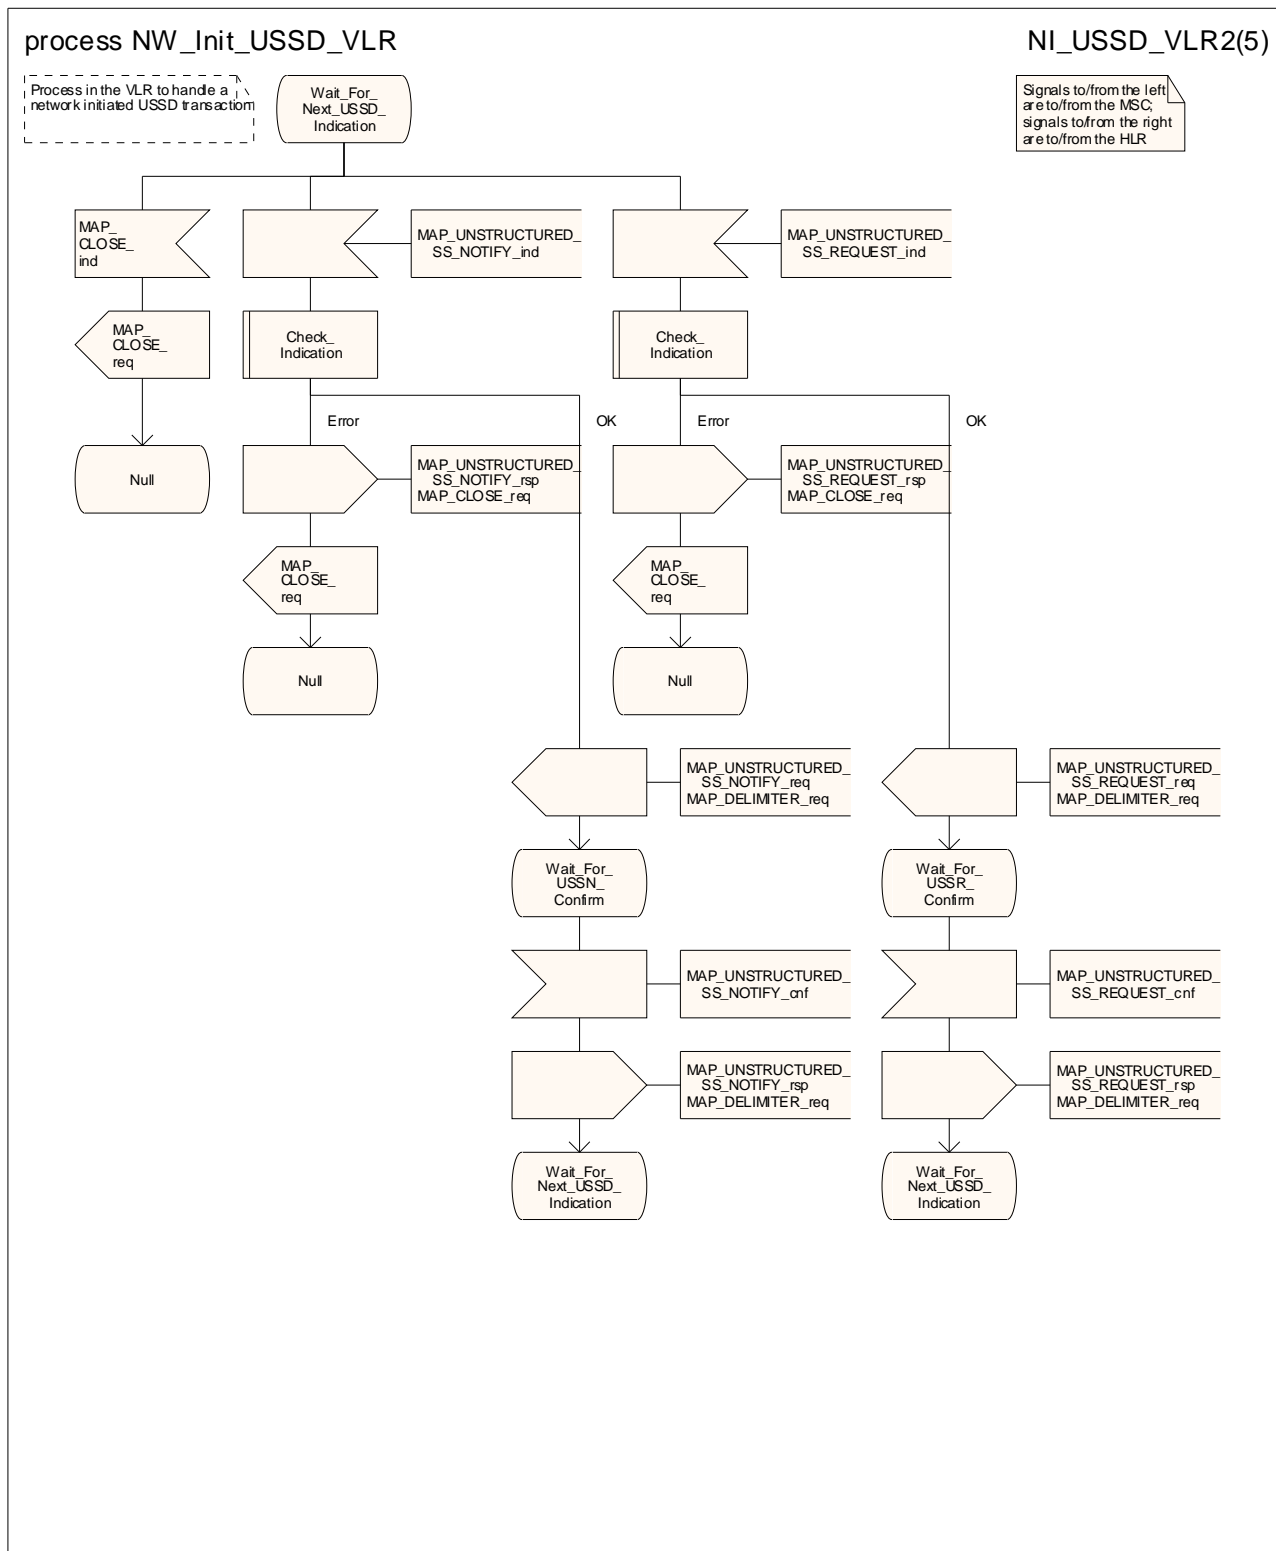 process NW_Init_USSD_VLR
NI_USSD_VLR2(5)
Process in the VLR to handle a
network initiated USSD transaction
Wait_For_
Next_USSD_
Indication
Signals to/from the left
are to/from the MSC;
signals to/from the right
are to/from the HLR
MAP_
CLOSE_
ind
MAP_UNSTRUCTURED_
SS_NOTIFY_ind
MAP_UNSTRUCTURED_
SS_REQUEST_ind
MAP_
CLOSE_
req
Check_
Indication
Check_
Indication
Error
OK
Error
OK
Null
MAP_UNSTRUCTURED_
SS_NOTIFY_rsp
MAP_CLOSE_req
MAP_UNSTRUCTURED_
SS_REQUEST_rsp
MAP_CLOSE_req
MAP_
CLOSE_
req
MAP_
CLOSE_
req
Null
Null
MAP_UNSTRUCTURED_
SS_NOTIFY_req
MAP_DELIMITER_req
MAP_UNSTRUCTURED_
SS_REQUEST_req
MAP_DELIMITER_req
Wait_For_
USSN_
Confirm
Wait_For_
USSR_
Confirm
MAP_UNSTRUCTURED_
SS_NOTIFY_cnf
MAP_UNSTRUCTURED_
SS_REQUEST_cnf
MAP_UNSTRUCTURED_
SS_NOTIFY_rsp
MAP_DELIMITER_req
MAP_UNSTRUCTURED_
SS_REQUEST_rsp
MAP_DELIMITER_req
Wait_For_
Next_USSD_
Indication
Wait_For_
Next_USSD_
Indication